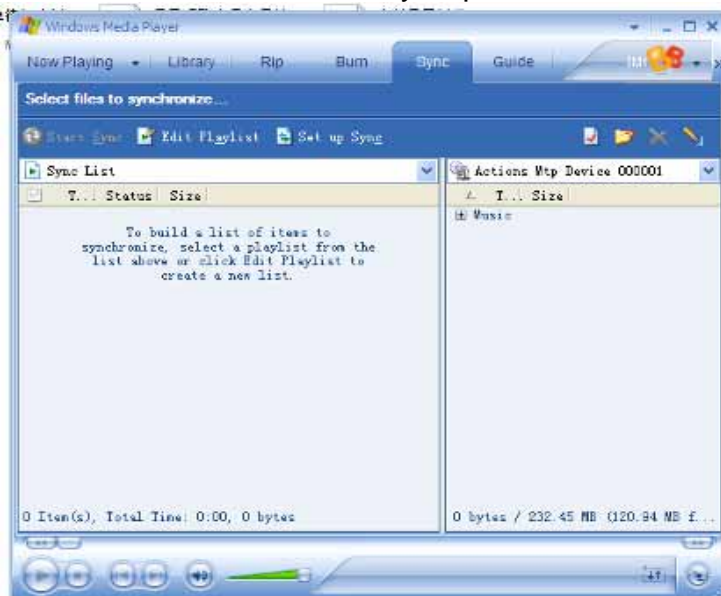 Windows Media Player
Now Playing Library Rip Burn Sync Guide
Select files to synchronize...
Start Sync Edit Playlist Set up Sync
Sync List
Actions Mtp Device 000001
T... Status Size
T... Size
Music
To build a list of items to
synchronize, select a playlist from the
list above or click Edit Playlist to
create a new list.
0 Item(s), Total Time: 0:00, 0 bytes
0 bytes / 232.45 MB (120.94 MB f...